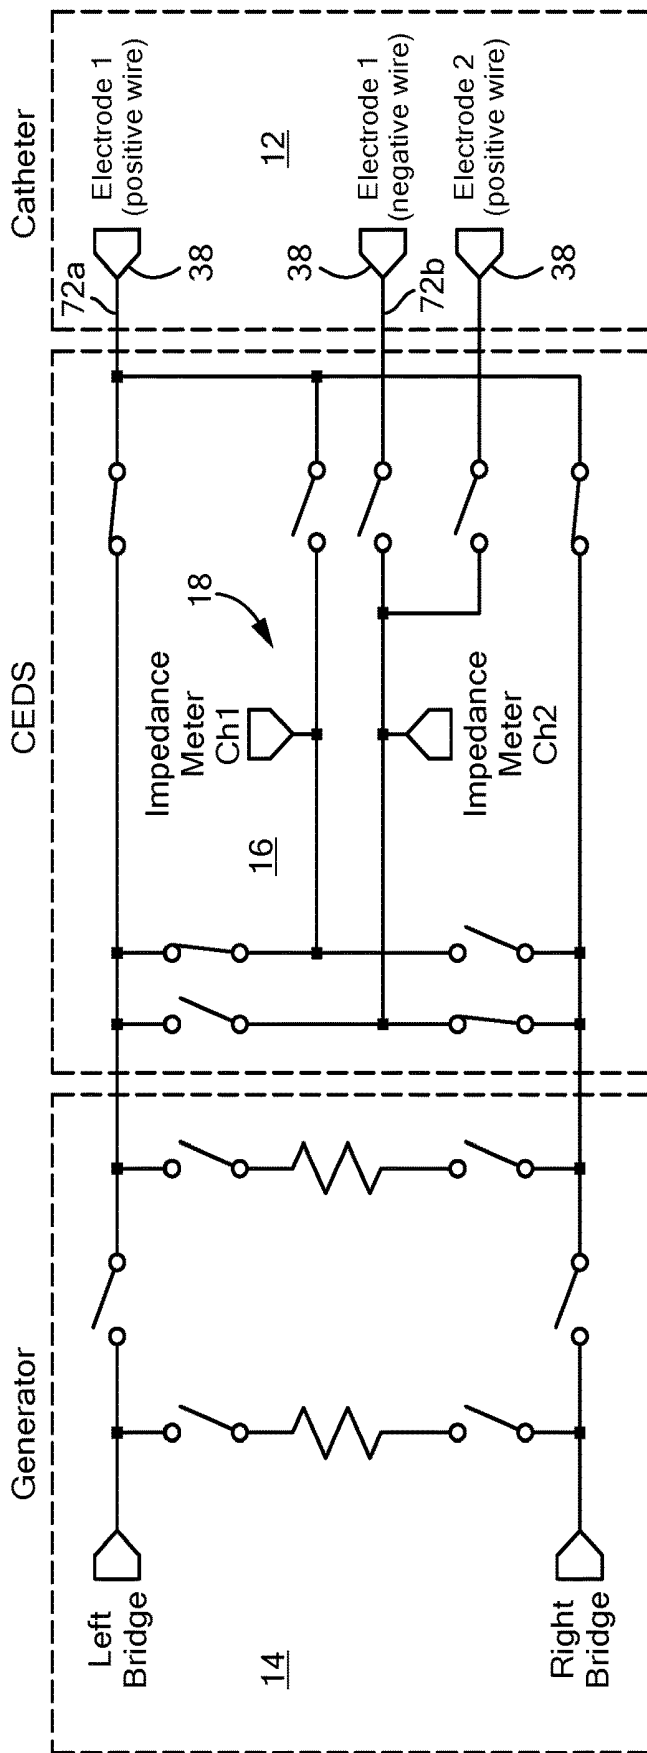 Catheter
Electrode 1
(positive wire)
72a
38
12
Electrode 1
(negative wire)
38
72b
Electrode 2
(positive wire)
38
CEDS
18
Impedance
Meter
Ch1
16
Impedance
Meter
Ch2
Generator
Left
Bridge
14
Right
Bridge